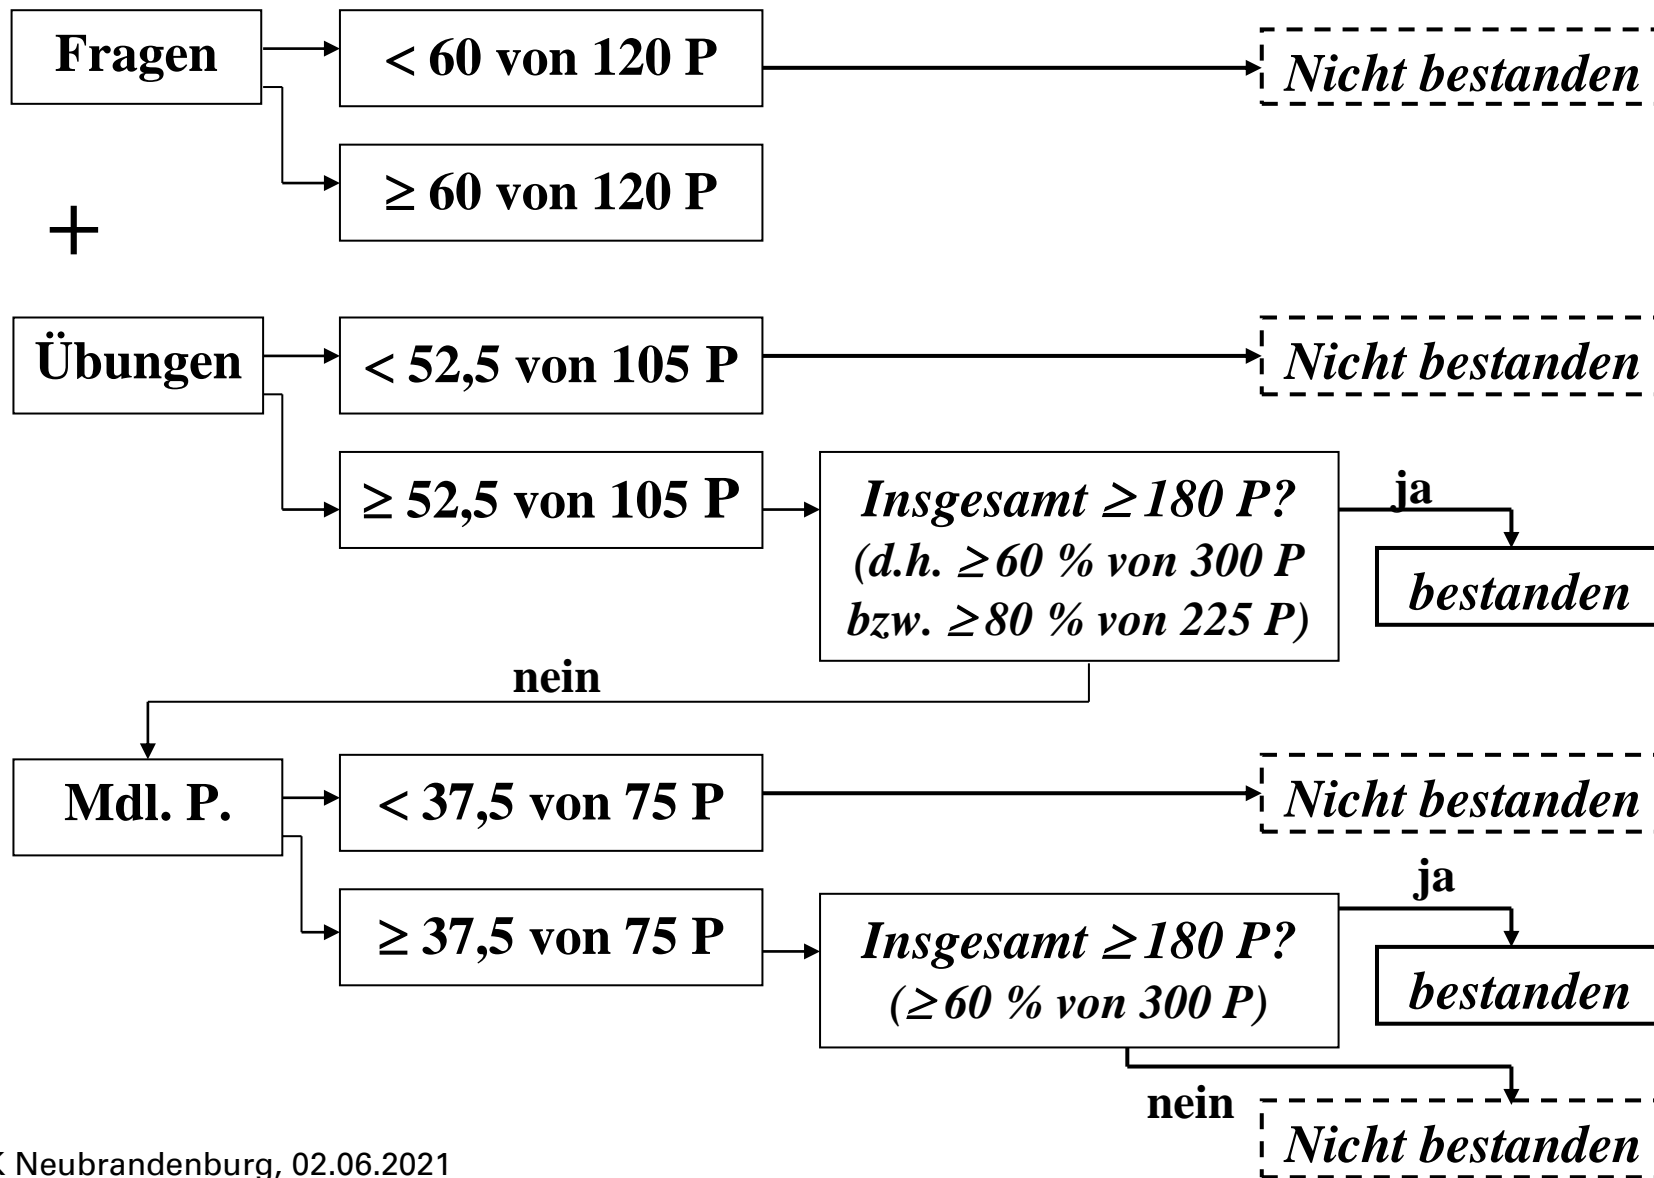 Fragen
< 60 von 120 P
Nicht bestanden
≥ 60 von 120 P
+
Übungen
< 52,5 von 105 P
Nicht bestanden
≥ 52,5 von 105 P
Insgesamt ≥ 180 P?
(d.h. ≥ 60 % von 300 P
bzw. ≥ 80 % von 225 P)
ja
bestanden
nein
Mdl. P.
< 37,5 von 75 P
Nicht bestanden
≥ 37,5 von 75 P
Insgesamt ≥ 180 P?
(≥ 60 % von 300 P)
ja
bestanden
nein
Nicht bestanden
Neubrandenburg, 02.06.2021